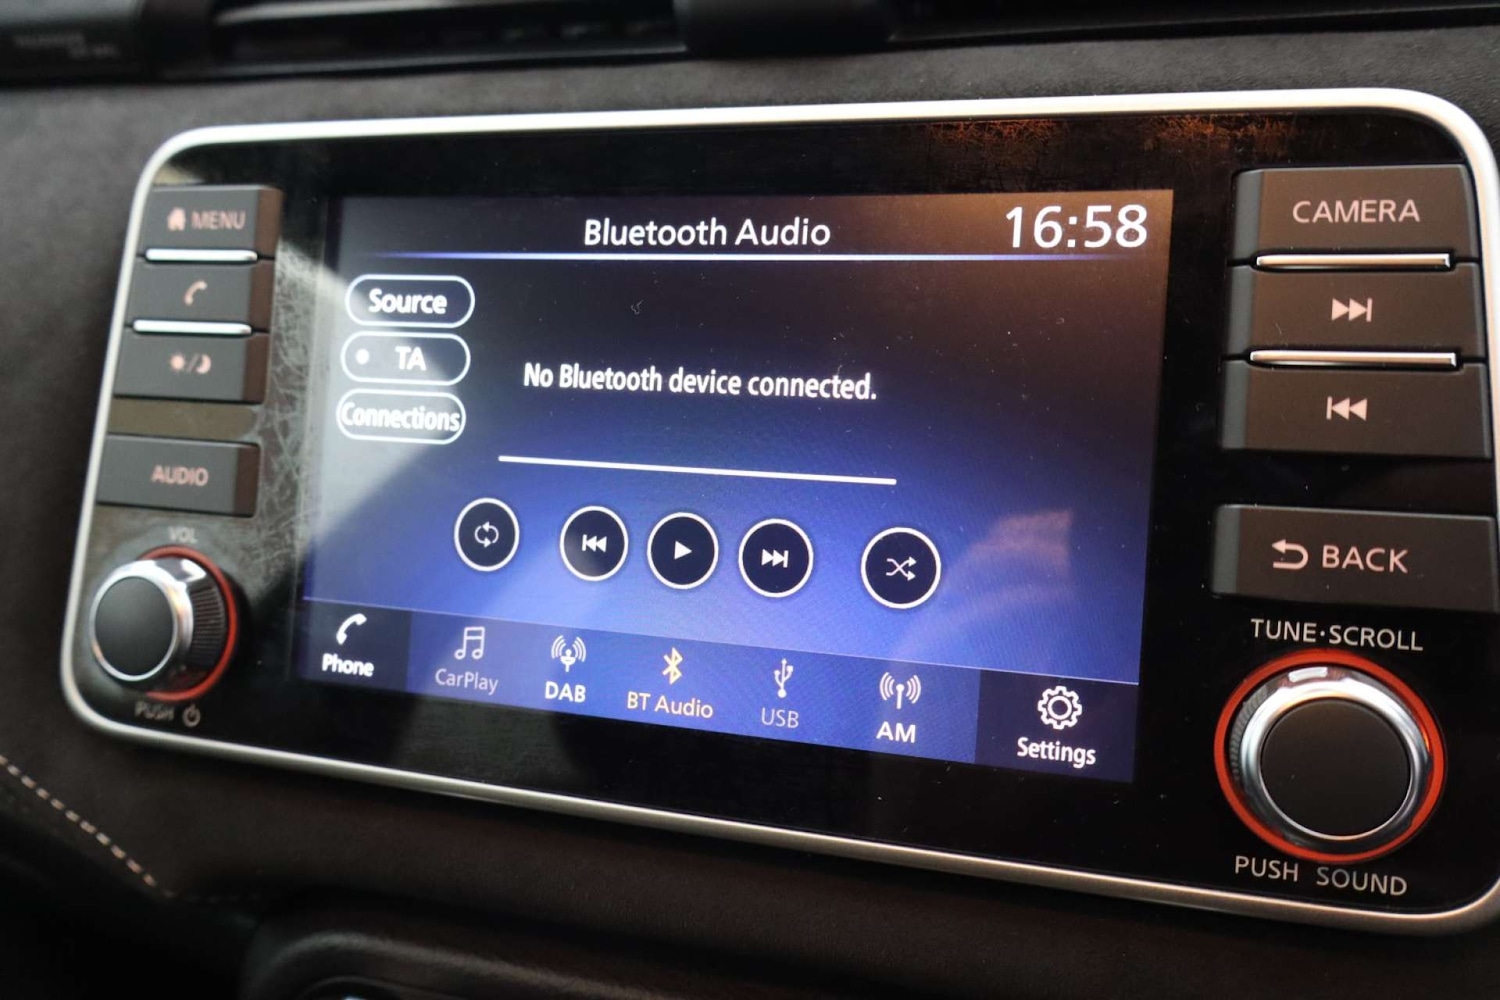 MENU
AUDIO
VOL
PUSH
Bluetooth Audio
16:58
Source
TA
Connections
No Bluetooth device connected.
Phone
CarPlay
DAB
BT Audio
USB
AM
Settings
CAMERA
BACK
TUNE·SCROLL
PUSH SOUND